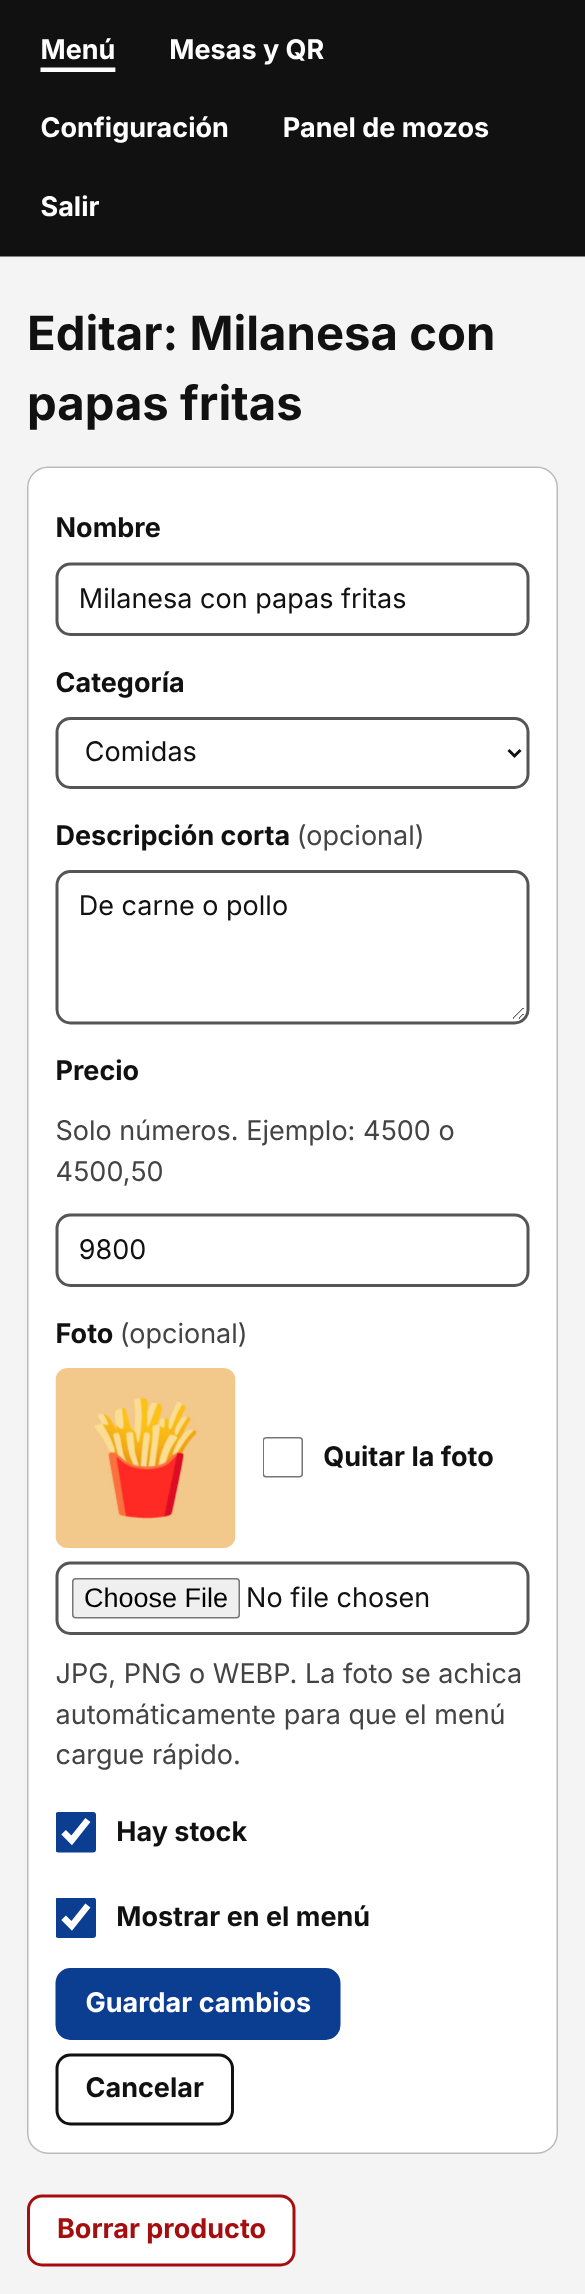 Menú Mesas y QR
Configuración Panel de mozos
Salir
Editar: Milanesa con
papas fritas
Nombre
Milanesa con papas fritas
Categoría
Comidas
Descripción corta (opcional)
De carne o pollo
Precio
Solo números. Ejemplo: 4500 o
4500,50
9800
Foto (opcional)
Quitar la foto
Choose File No file chosen
JPG, PNG o WEBP. La foto se achica
automáticamente para que el menú
cargue rápido.
Hay stock
Mostrar en el menú
Guardar cambios
Cancelar
Borrar producto